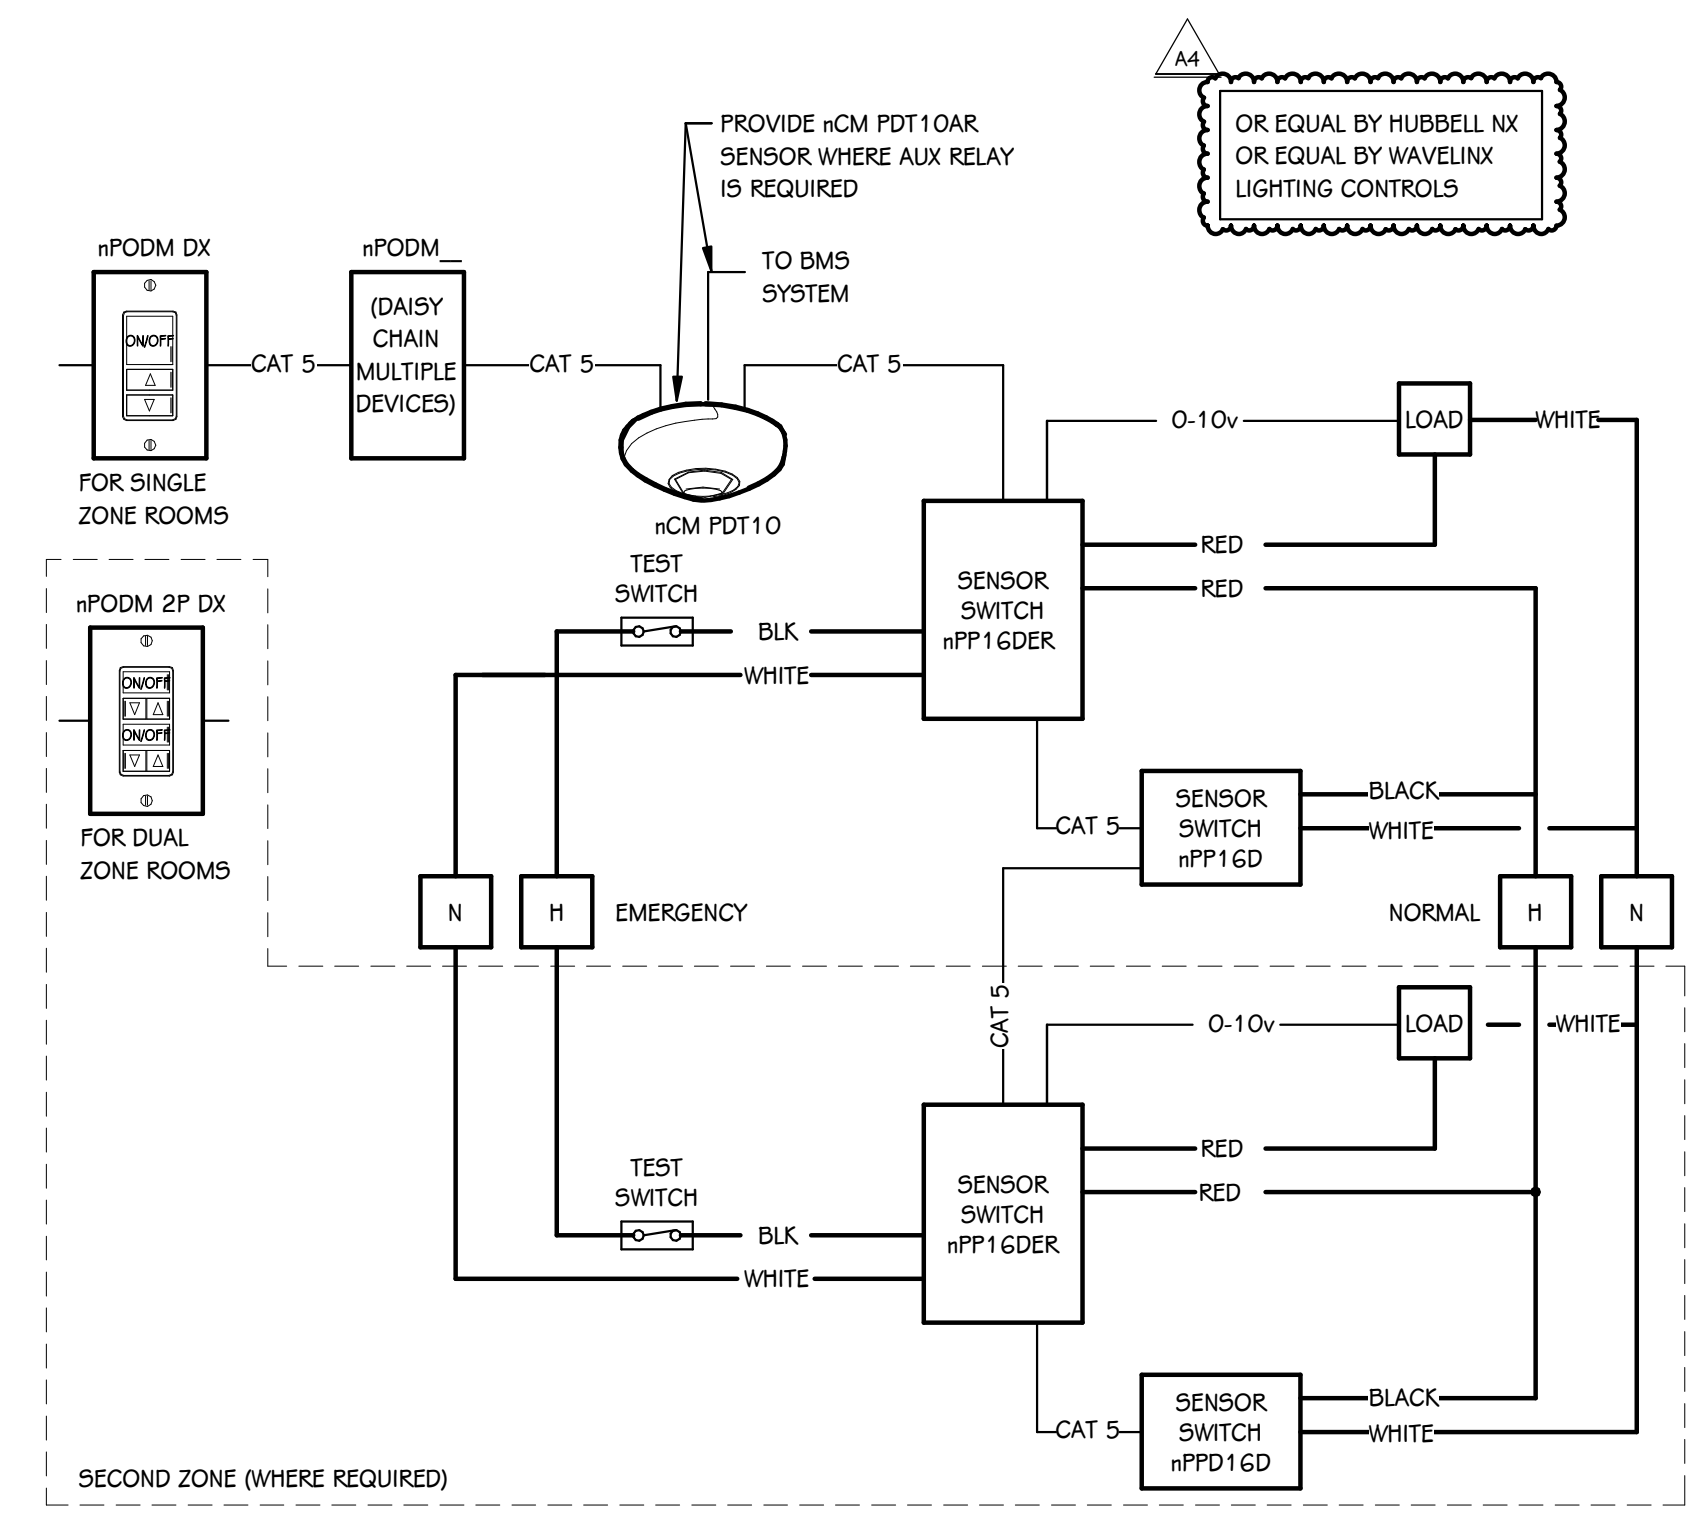 A4
OR EQUAL BY HUBBELL NX
OR EQUAL BY WAVELINX
LIGHTING CONTROLS
PROVIDE nCM PDT10AR
SENSOR WHERE AUX RELAY
IS REQUIRED
TO BMS
SYSTEM
nPODM DX
ON/OFF
FOR SINGLE
ZONE ROOMS
CAT 5
nPODM__
(DAISY
CHAIN
MULTIPLE
DEVICES)
CAT 5
nCM PDT10
CAT 5
0-10v
LOAD
WHITE
RED
RED
SENSOR
SWITCH
nPP16DER
TEST
SWITCH
BLK
WHITE
nPODM 2P DX
ON/OFF
ON/OFF
FOR DUAL
ZONE ROOMS
CAT 5
SENSOR
SWITCH
nPP16D
BLACK
WHITE
N
H
EMERGENCY
NORMAL
H
N
CAT 5
0-10v
LOAD
WHITE
RED
RED
SENSOR
SWITCH
nPP16DER
TEST
SWITCH
BLK
WHITE
CAT 5
SENSOR
SWITCH
nPPD16D
BLACK
WHITE
SECOND ZONE (WHERE REQUIRED)